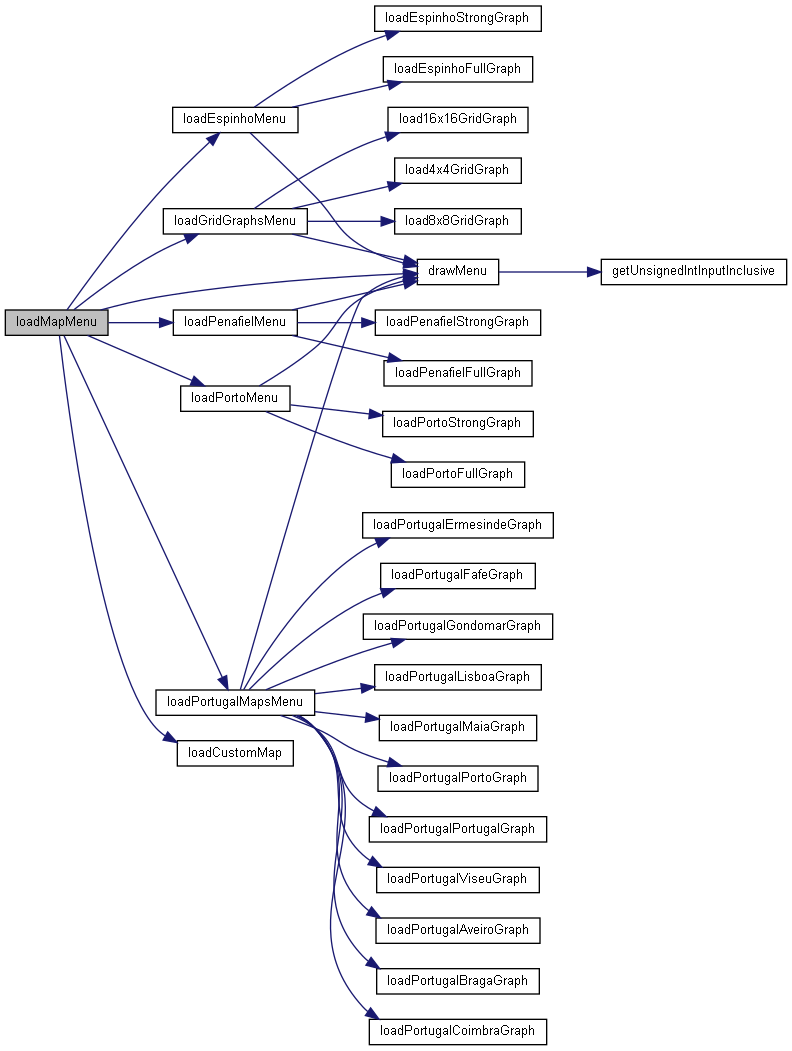 loadEspinhoStrongGraph
loadEspinhoFullGraph
loadEspinhoMenu
load16x16GridGraph
load4x4GridGraph
loadGridGraphsMenu
load8x8GridGraph
drawMenu
getUnsignedIntInputInclusive
loadMapMenu
loadPenafielMenu
loadPenafielStrongGraph
loadPenafielFullGraph
loadPortoMenu
loadPortoStrongGraph
loadPortoFullGraph
loadPortugalErmesindeGraph
loadPortugalFafeGraph
loadPortugalGondomarGraph
loadPortugalLisboaGraph
loadPortugalMapsMenu
loadPortugalMaiaGraph
loadCustomMap
loadPortugalPortoGraph
loadPortugalPortugalGraph
loadPortugalViseuGraph
loadPortugalAveiroGraph
loadPortugalBragaGraph
loadPortugalCoimbraGraph